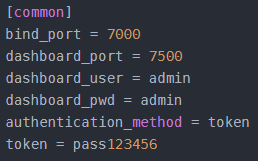 [common]
bind_port = 7000
dashboard_port = 7500
dashboard_user = admin
dashboard_pwd = admin
authentication_method = token
token = pass123456